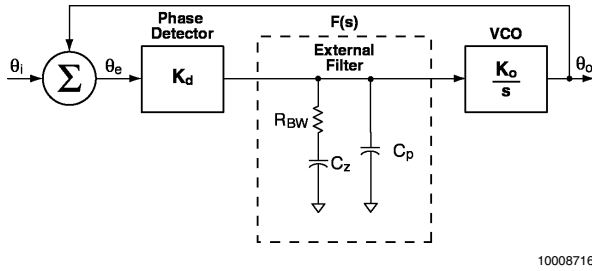 F(s)
Phase
Detector
VCO
External
Filter
θi
Σ
θe
Kd
Ko
s
θo
RBW
Cz
Cp
10008716